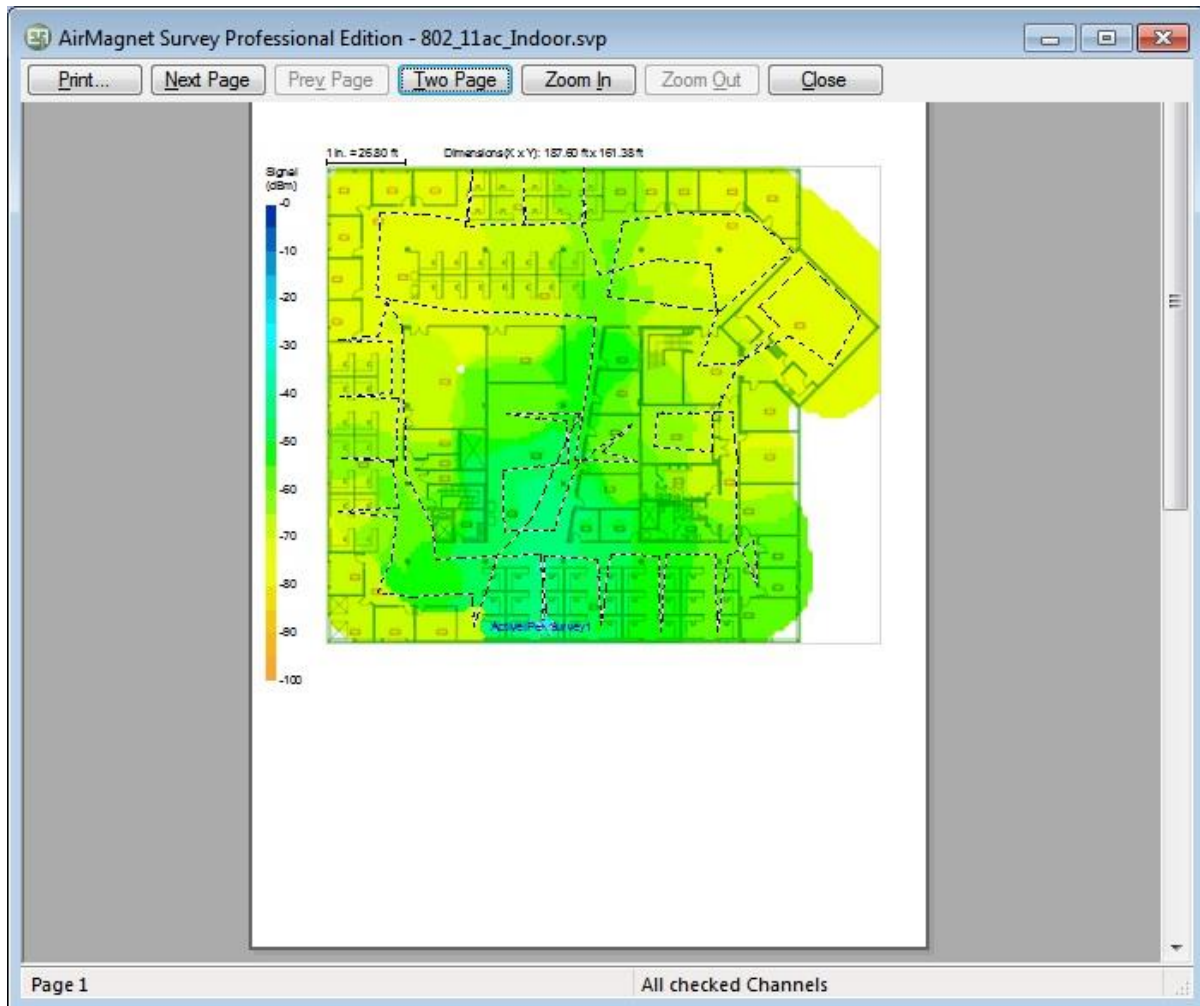 AirMagnet Survey Professional Edition - 802_11ac_Indoor.svp
Print... Next Page Prev Page Two Page Zoom In Zoom Out Close
1 in. = 26.80 ft Dimensions(X x Y): 187.60 ft x 161.38 ft
Signal
(dBm)
-0
-10
-20
-30
-40
-50
-60
-70
-80
-90
-100
Page 1 All checked Channels